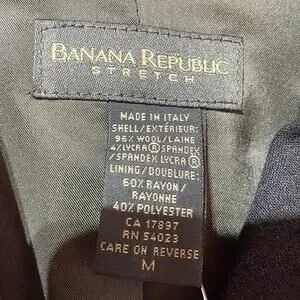 BANANA REPUBLIC
STRETCH
MADE IN ITALY
SHELL/EXTÉRIEUR:
96% WOOL/LAINE
4%LYCRA® SPANDEX
/SPANDEX LYCRA®
LINING/DOUBLURE:
60% RAYON/
RAYONNE
40% POLYESTER
CA 17897
RN 54023
CARE ON REVERSE
M